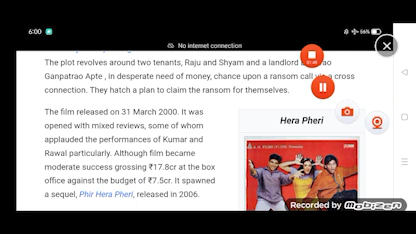 6:00
56%
No internet connection
The plot revolves around two tenants, Raju and Shyam and a landlord
Ganpatrao Apte , in desperate need of money, chance upon a ransom call via a cross
connection. They hatch a plan to claim the ransom for themselves.
The film released on 31 March 2000. It was
opened with mixed reviews, some of whom
applauded the performances of Kumar and
Rawal particularly. Although film became
moderate success grossing ₹17.8cr at the box
office against the budget of ₹7.5cr. It spawned
a sequel, Phir Hera Pheri, released in 2006.
Hera Pheri
Recorded by mobizen